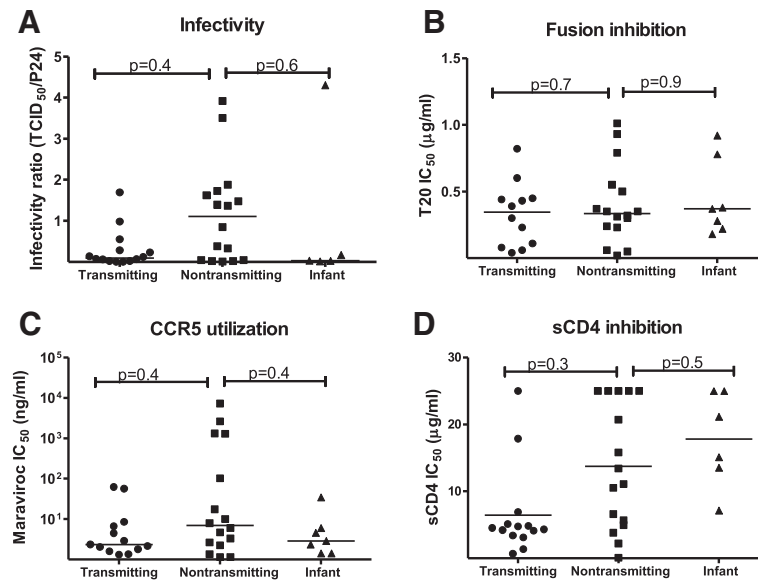 A
Infectivity
Infectivity ratio (TCID50/P24)
5
4
3
2
1
p=0.4
p=0.6
Transmitting
Nontransmitting
Infant
B
Fusion inhibition
T20 IC50 (μg/ml)
1.5
1.0
0.5
p=0.7
p=0.9
Transmitting
Nontransmitting
Infant
C
CCR5 utilization
Maraviroc IC50 (ng/ml)
10^5
10^4
10^3
10^2
10^1
p=0.4
p=0.4
Transmitting
Nontransmitting
Infant
D
sCD4 inhibition
sCD4 IC50 (μg/ml)
30
20
10
p=0.3
p=0.5
Transmitting
Nontransmitting
Infant